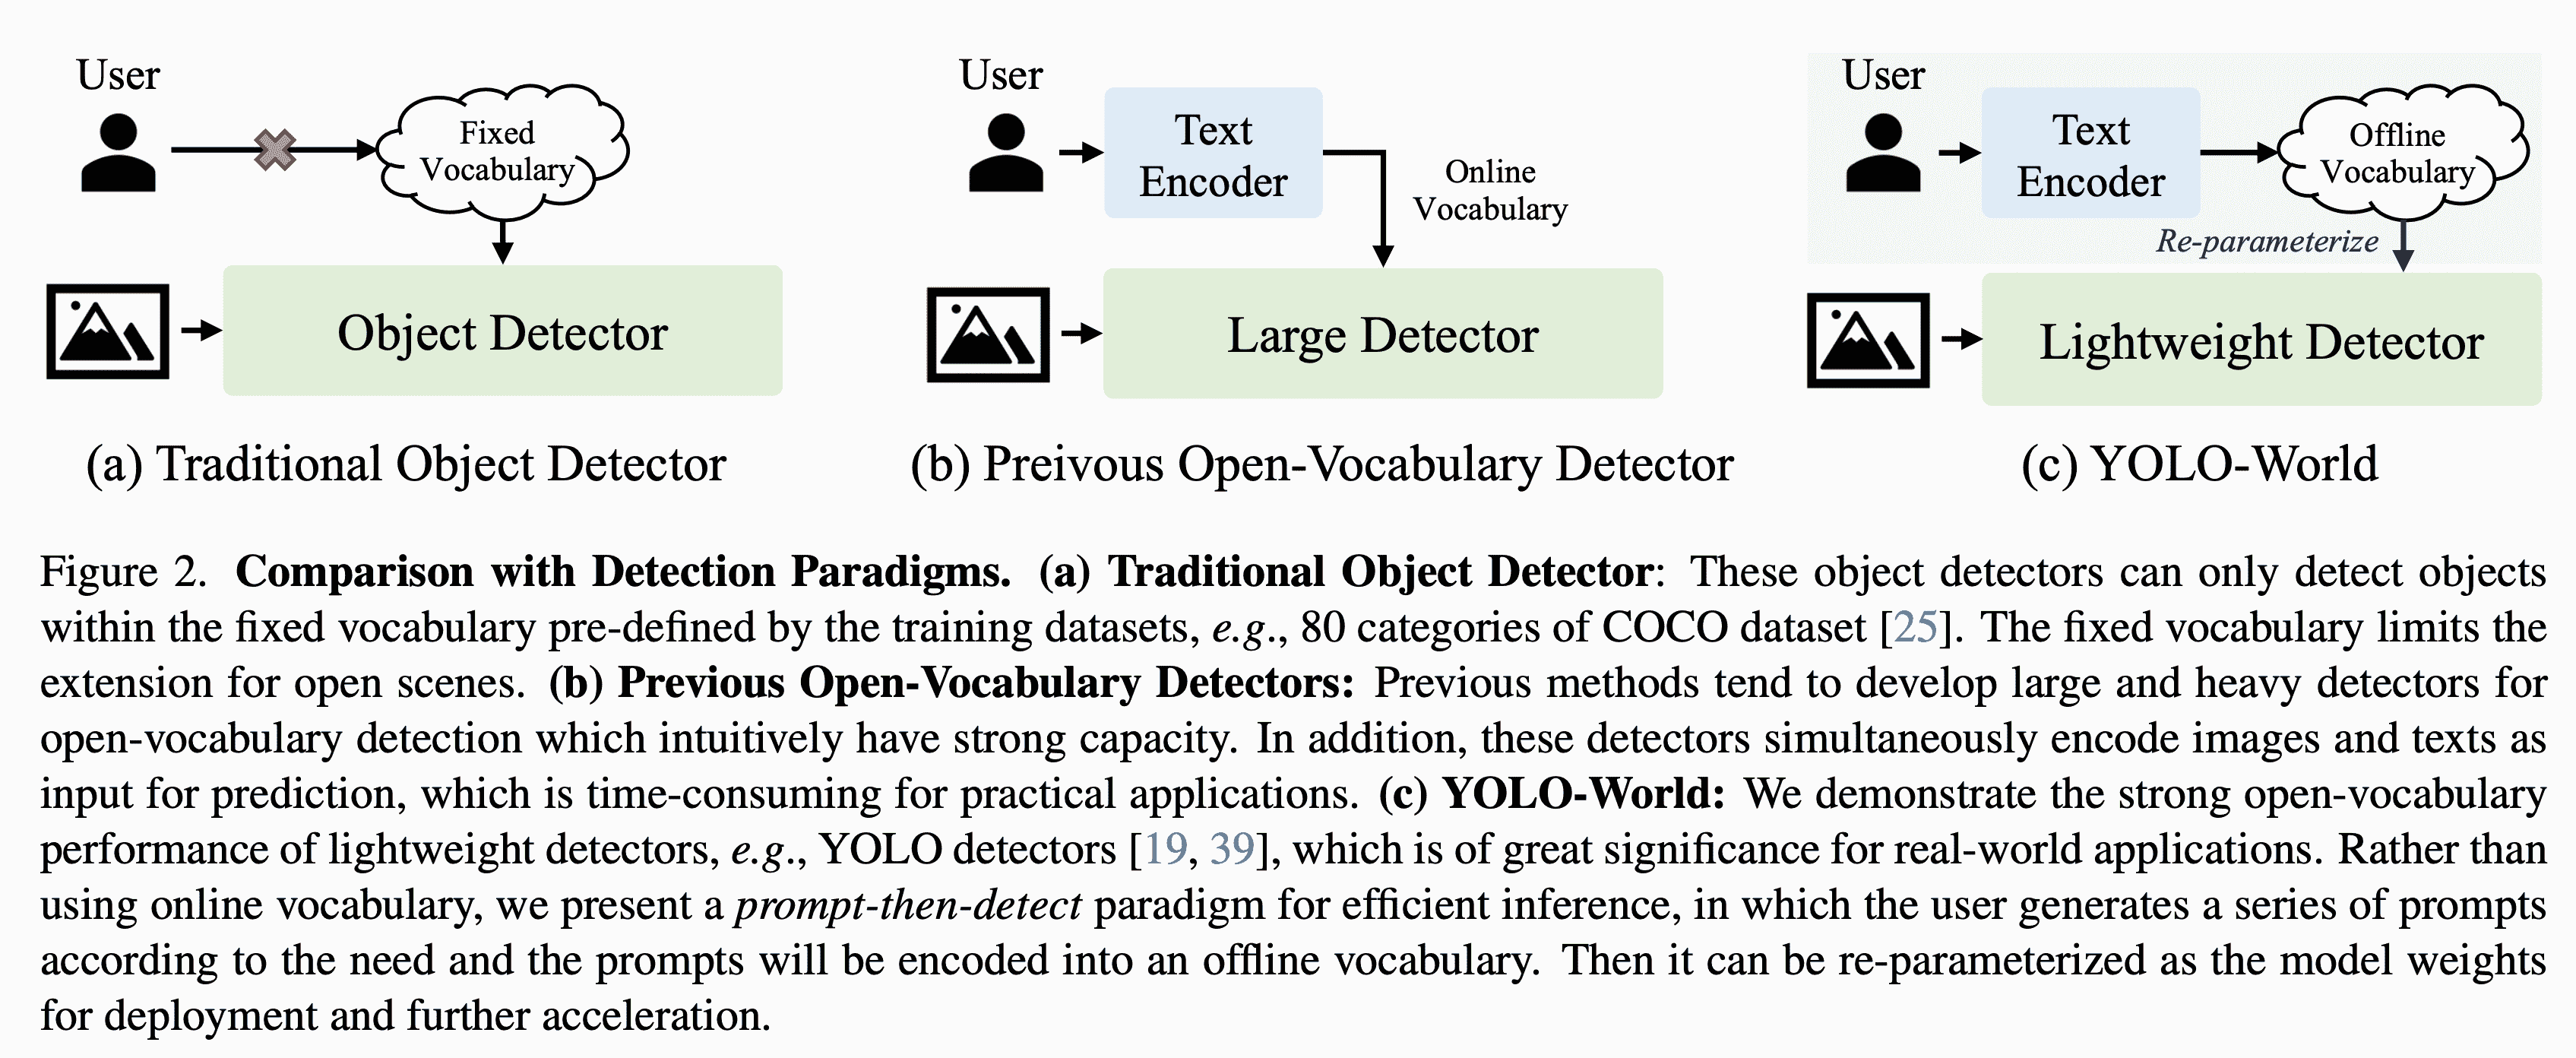 User
Fixed
Vocabulary
Object Detector
(a) Traditional Object Detector
User
Text
Encoder
Online
Vocabulary
Large Detector
(b) Preivous Open-Vocabulary Detector
User
Text
Encoder
Offline
Vocabulary
Re-parameterize
Lightweight Detector
(c) YOLO-World
Figure 2. Comparison with Detection Paradigms. (a) Traditional Object Detector: These object detectors can only detect objects
within the fixed vocabulary pre-defined by the training datasets, e.g., 80 categories of COCO dataset [25]. The fixed vocabulary limits the
extension for open scenes. (b) Previous Open-Vocabulary Detectors: Previous methods tend to develop large and heavy detectors for
open-vocabulary detection which intuitively have strong capacity. In addition, these detectors simultaneously encode images and texts as
input for prediction, which is time-consuming for practical applications. (c) YOLO-World: We demonstrate the strong open-vocabulary
performance of lightweight detectors, e.g., YOLO detectors [19, 39], which is of great significance for real-world applications. Rather than
using online vocabulary, we present a prompt-then-detect paradigm for efficient inference, in which the user generates a series of prompts
according to the need and the prompts will be encoded into an offline vocabulary. Then it can be re-parameterized as the model weights
for deployment and further acceleration.